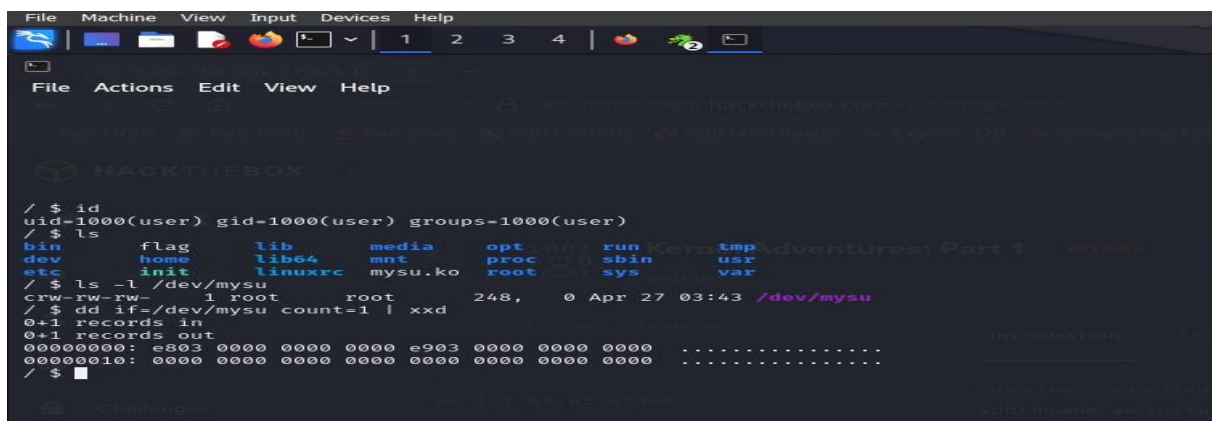 File Machine View Input Devices Help
1 2 3 4 2
File Actions Edit View Help
HACKTHEBOX
/ $ id
uid=1000(user) gid=1000(user) groups=1000(user)
/ $ ls
bin flag lib media opt run tmp
dev home lib64 mnt proc sbin usr
etc init linuxrc mysu.ko root sys var
Kernel Adventures: Part 1
/ $ ls -l /dev/mysu
crw-rw-rw- 1 root root 248, 0 Apr 27 03:43 /dev/mysu
/ $ dd if=/dev/mysu count=1 | xxd
0+1 records in
0+1 records out
00000000: e803 0000 0000 0000 e903 0000 0000 0000 ................
00000010: 0000 0000 0000 0000 0000 0000 0000 0000 ................
/ $
INFORMATION
Challenges